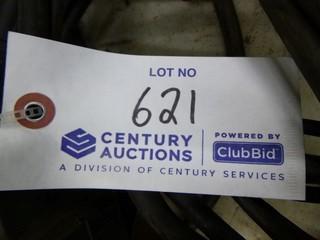 LOT NO
621
CENTURY AUCTIONS
POWERED BY
ClubBid
A DIVISION OF CENTURY SERVICES